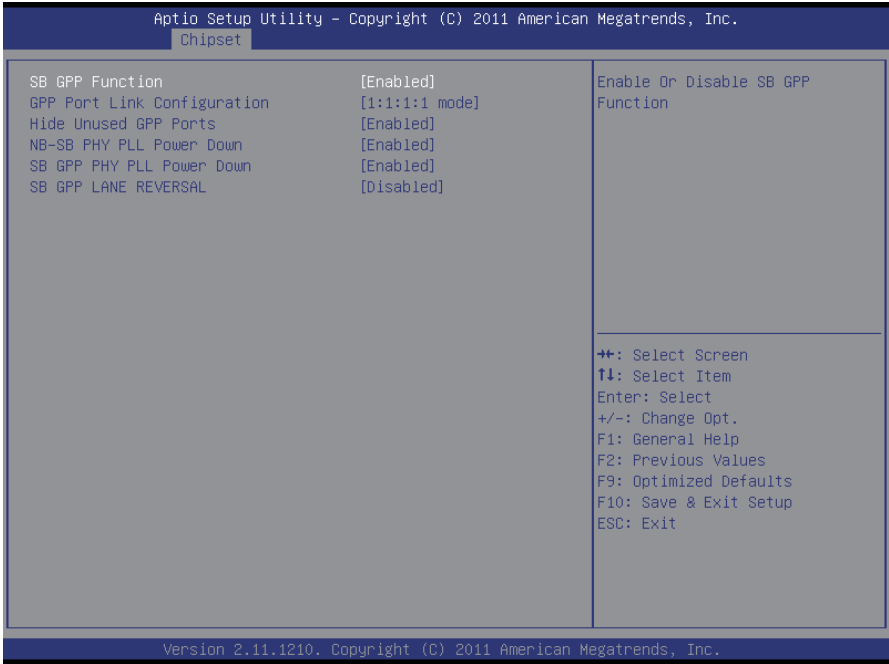 Aptio Setup Utility – Copyright (C) 2011 American Megatrends, Inc.
Chipset
SB GPP Function [Enabled]
GPP Port Link Configuration [1:1:1:1 mode]
Hide Unused GPP Ports [Enabled]
NB-SB PHY PLL Power Down [Enabled]
SB GPP PHY PLL Power Down [Enabled]
SB GPP LANE REVERSAL [Disabled]
Enable Or Disable SB GPP
Function
→←: Select Screen
↑↓: Select Item
Enter: Select
+/-: Change Opt.
F1: General Help
F2: Previous Values
F9: Optimized Defaults
F10: Save & Exit Setup
ESC: Exit
Version 2.11.1210. Copyright (C) 2011 American Megatrends, Inc.